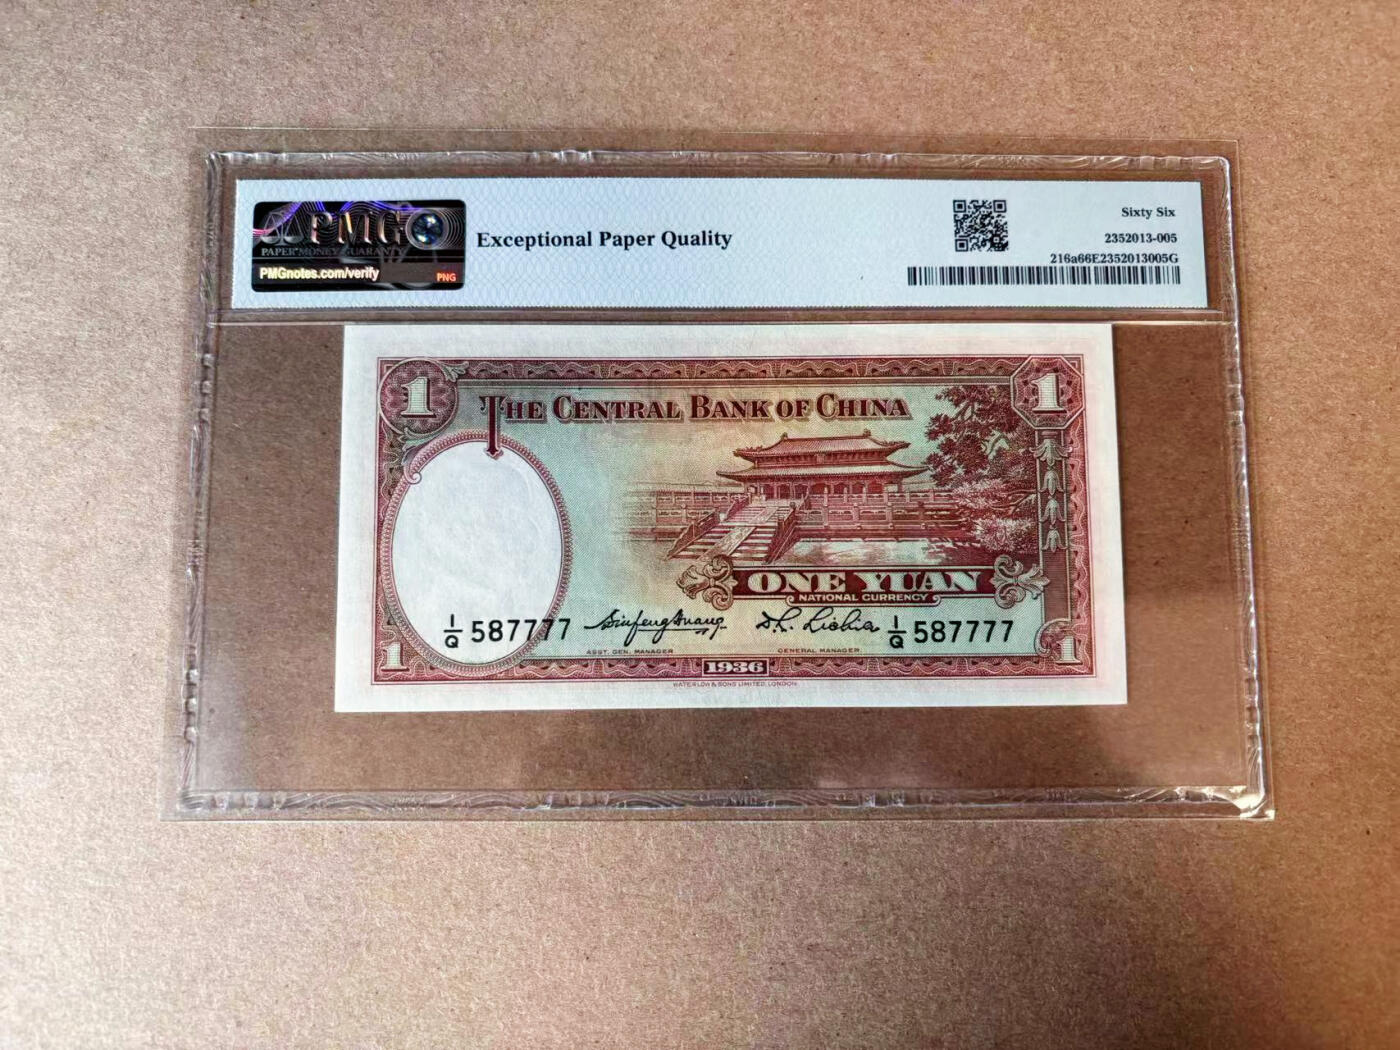 PMG
PAPER MONEY GUARANTY
PMGnotes.com/verify
PNG
Exceptional Paper Quality
Sixty Six
2352013-005
216a66E2352013005G
1
THE CENTRAL BANK OF CHINA
1
ONE YUAN
NATIONAL CURRENCY
1/Q 587777
1/Q 587777
ASST. GEN. MANAGER
GENERAL MANAGER
1
1936
1
WATERLOW & SONS LIMITED, LONDON